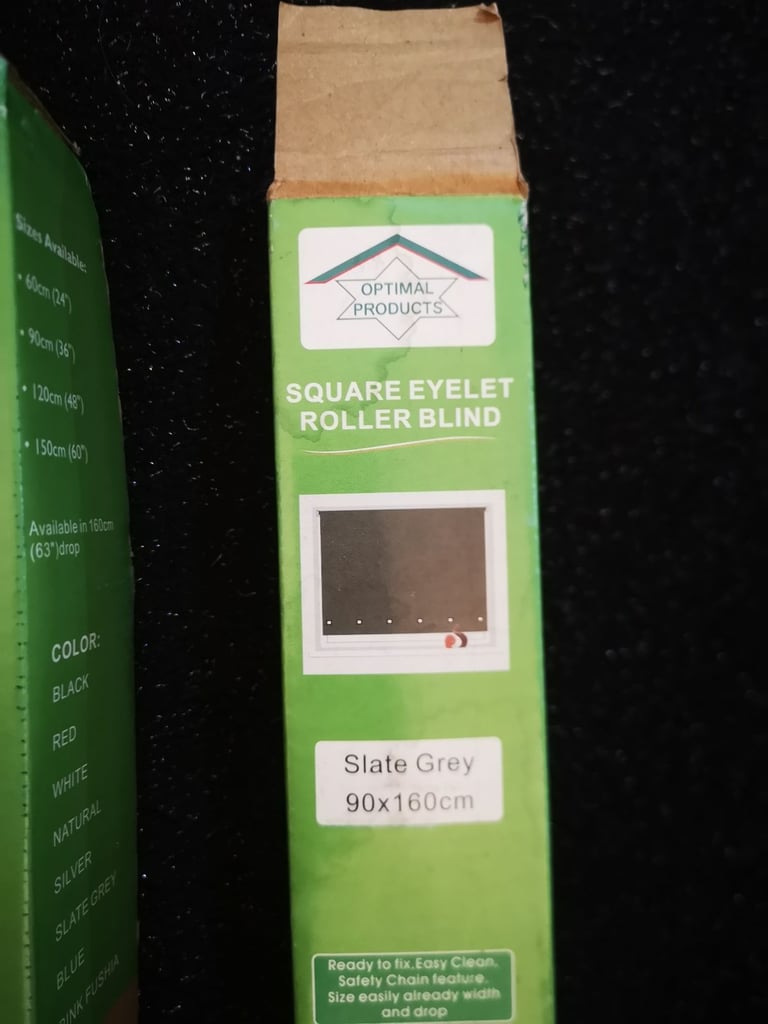 Sizes Available:
• 60cm (24")
• 90cm (36")
• 120cm (48")
• 150cm (60")
Available in 160cm
(63")drop
COLOR:
BLACK
RED
WHITE
NATURAL
SILVER
SLATE GREY
BLUE
PINK FUSHIA
OPTIMAL
PRODUCTS
SQUARE EYELET
ROLLER BLIND
Slate Grey
90x160cm
Ready to fix.Easy Clean.
Safety Chain feature.
Size easily already width
and drop